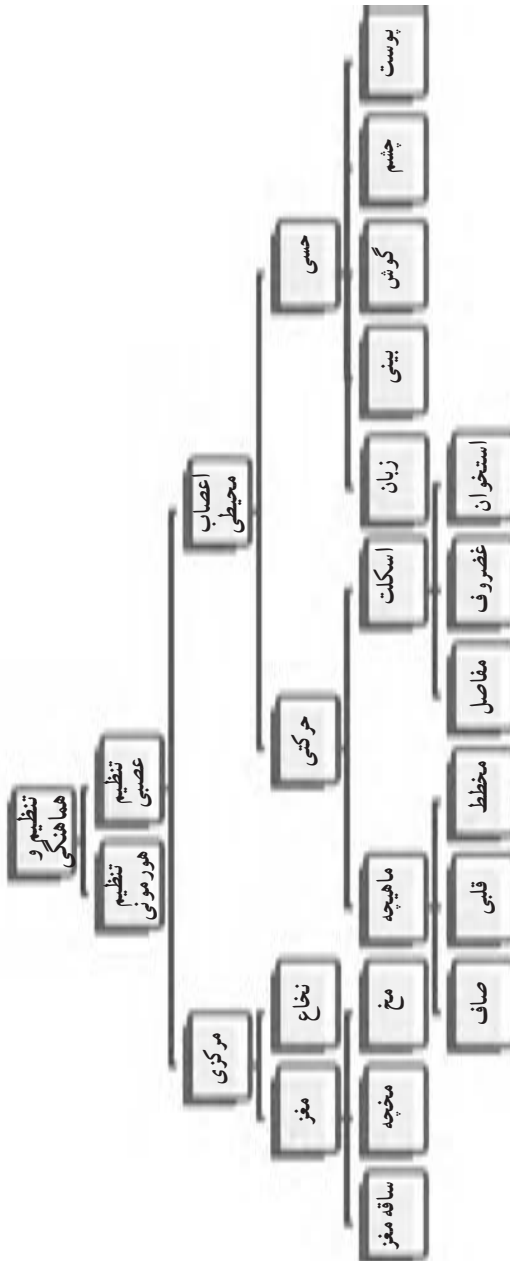 تنظیم و
هماهنگی
تنظیم
عصبی
تنظیم
هورمونی
اعصاب
محیطی
مرکزی
حسی
حرکتی
نخاع
مغز
پوست
چشم
گوش
بینی
زبان
اسکلت
ماهیچه
مخ
مخچه
ساقه مغز
استخوان
غضروف
مفاصل
مخطط
قلبی
صاف